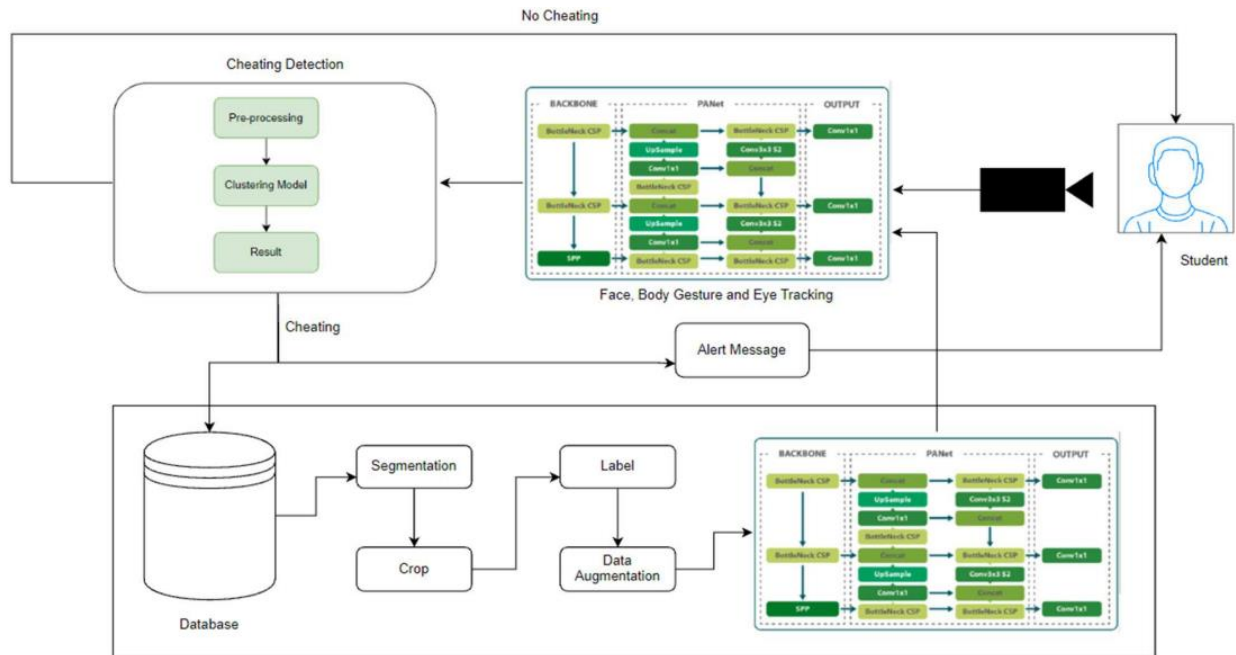 No Cheating
Cheating Detection
Pre-processing
Clustering Model
Result
BACKBONE
PANet
OUTPUT
BottleNeck CSP
Concat
BottleNeck CSP
Conv1x1
UpSample
Conv3x3 S2
Conv1x1
Concat
BottleNeck CSP
BottleNeck CSP
Concat
BottleNeck CSP
Conv1x1
UpSample
Conv3x3 S2
Conv1x1
Concat
SPP
BottleNeck CSP
BottleNeck CSP
Conv1x1
Face, Body Gesture and Eye Tracking
Student
Cheating
Alert Message
Database
Segmentation
Crop
Label
Data
Augmentation
BACKBONE
PANet
OUTPUT
BottleNeck CSP
Concat
BottleNeck CSP
Conv1x1
UpSample
Conv3x3 S2
Conv1x1
Concat
BottleNeck CSP
BottleNeck CSP
Concat
BottleNeck CSP
Conv1x1
UpSample
Conv3x3 S2
Conv1x1
Concat
SPP
BottleNeck CSP
BottleNeck CSP
Conv1x1